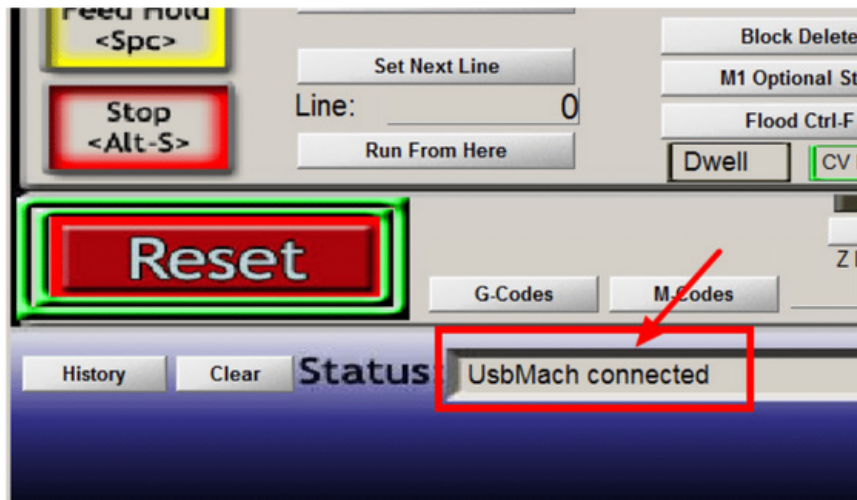 Feed Hold
<Spc>
Stop
<Alt-S>
Set Next Line
Line: 0
Run From Here
Block Delete
M1 Optional St
Flood Ctrl-F
Dwell
CV
Reset
G-Codes
M-Codes
Z
History
Clear
Status:
UsbMach connected